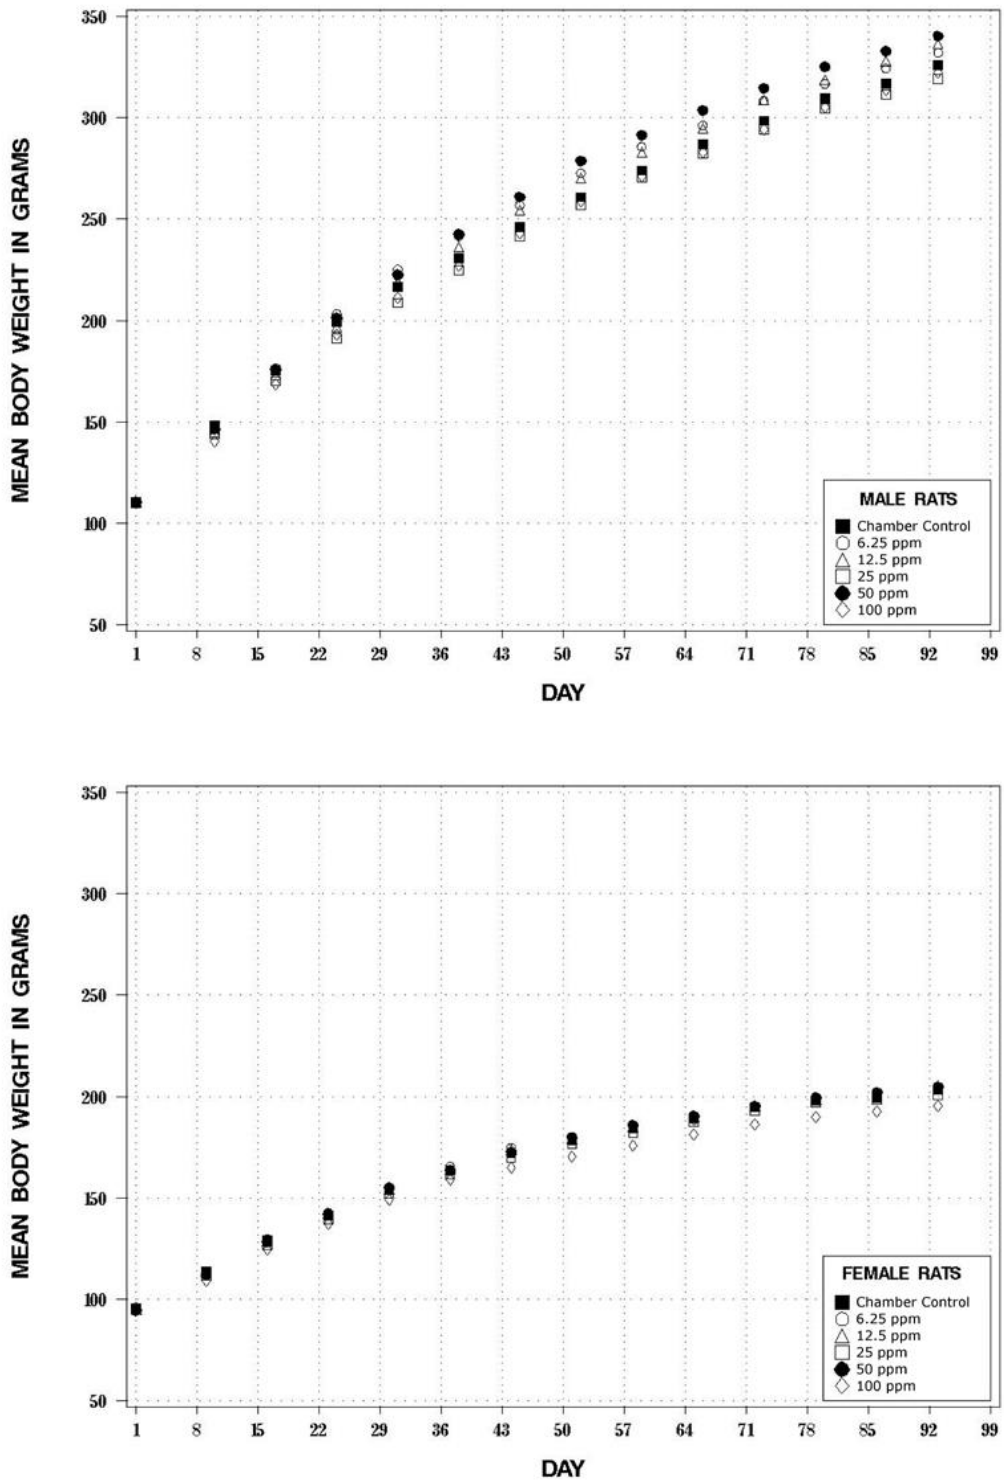 350
300
250
200
150
100
50
MEAN BODY WEIGHT IN GRAMS
MALE RATS
Chamber Control
6.25 ppm
12.5 ppm
25 ppm
50 ppm
100 ppm
1 8 15 22 29 36 43 50 57 64 71 78 85 92 99
DAY
350
300
250
200
150
100
50
MEAN BODY WEIGHT IN GRAMS
FEMALE RATS
Chamber Control
6.25 ppm
12.5 ppm
25 ppm
50 ppm
100 ppm
1 8 15 22 29 36 43 50 57 64 71 78 85 92 99
DAY